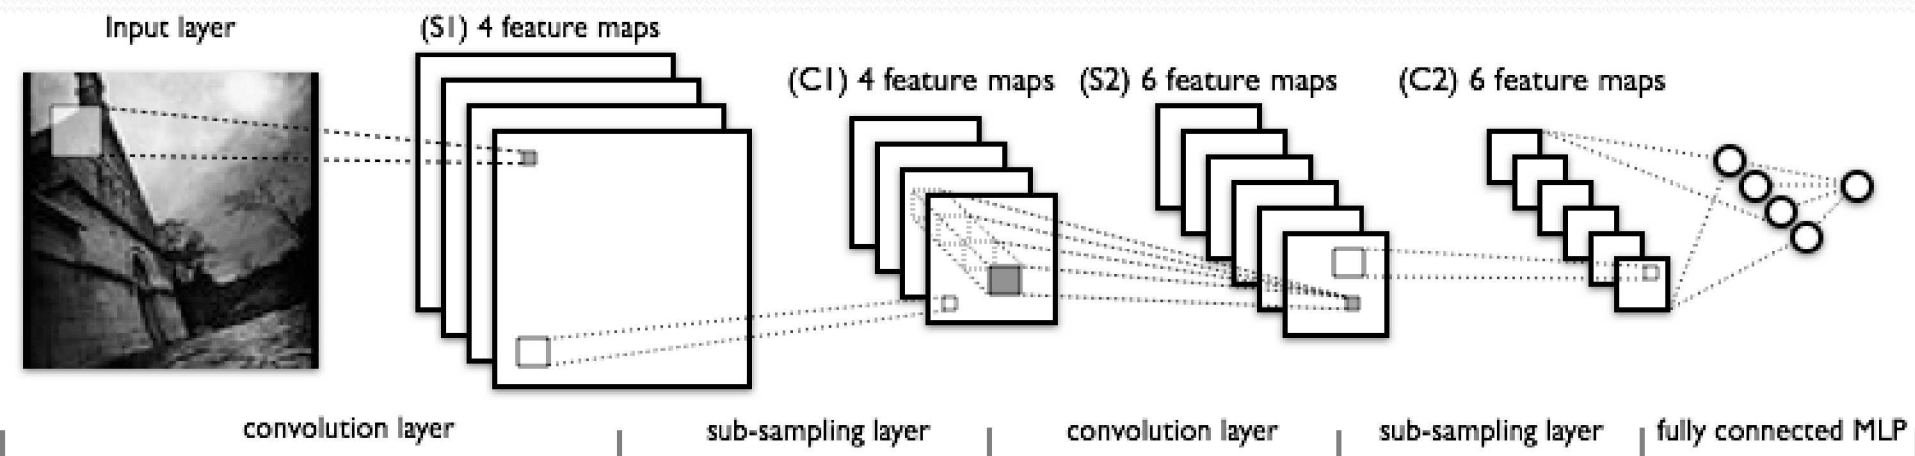 Input layer
(S1) 4 feature maps
(C1) 4 feature maps
(S2) 6 feature maps
(C2) 6 feature maps
convolution layer
sub-sampling layer
convolution layer
sub-sampling layer
fully connected MLP